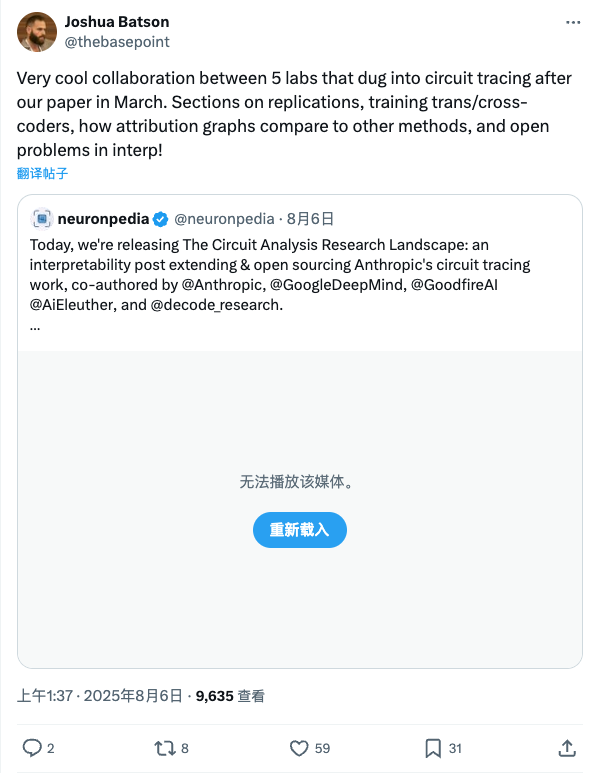 Joshua Batson
@thebasepoint
Very cool collaboration between 5 labs that dug into circuit tracing after
our paper in March. Sections on replications, training trans/cross-
coders, how attribution graphs compare to other methods, and open
problems in interp!
翻译帖子
neuronpedia @neuronpedia · 8月6日
Today, we're releasing The Circuit Analysis Research Landscape: an
interpretability post extending & open sourcing Anthropic's circuit tracing
work, co-authored by @Anthropic, @GoogleDeepMind, @GoodfireAI
@AiEleuther, and @decode_research.
...
无法播放该媒体。
重新载入
上午1:37 · 2025年8月6日 · 9,635 查看
2 8 59 31